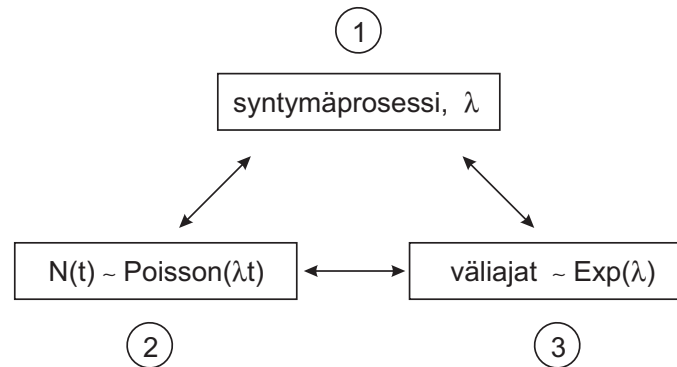 1
syntymäprosessi, λ
N(t) ~ Poisson(λt)
väliajat ~ Exp(λ)
2
3